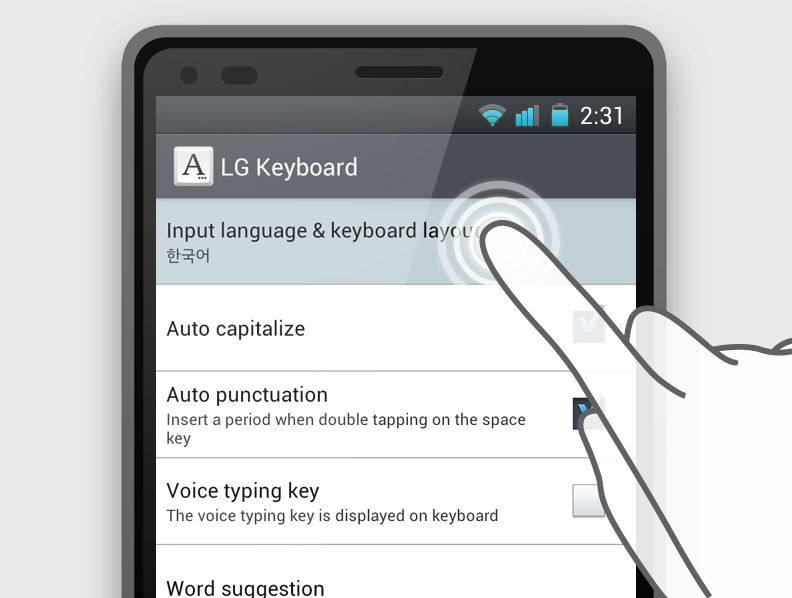 2:31
A...
LG Keyboard
Input language & keyboard layou
한국어
Auto capitalize
Auto punctuation
Insert a period when double tapping on the space
key
Voice typing key
The voice typing key is displayed on keyboard
Word suggestion